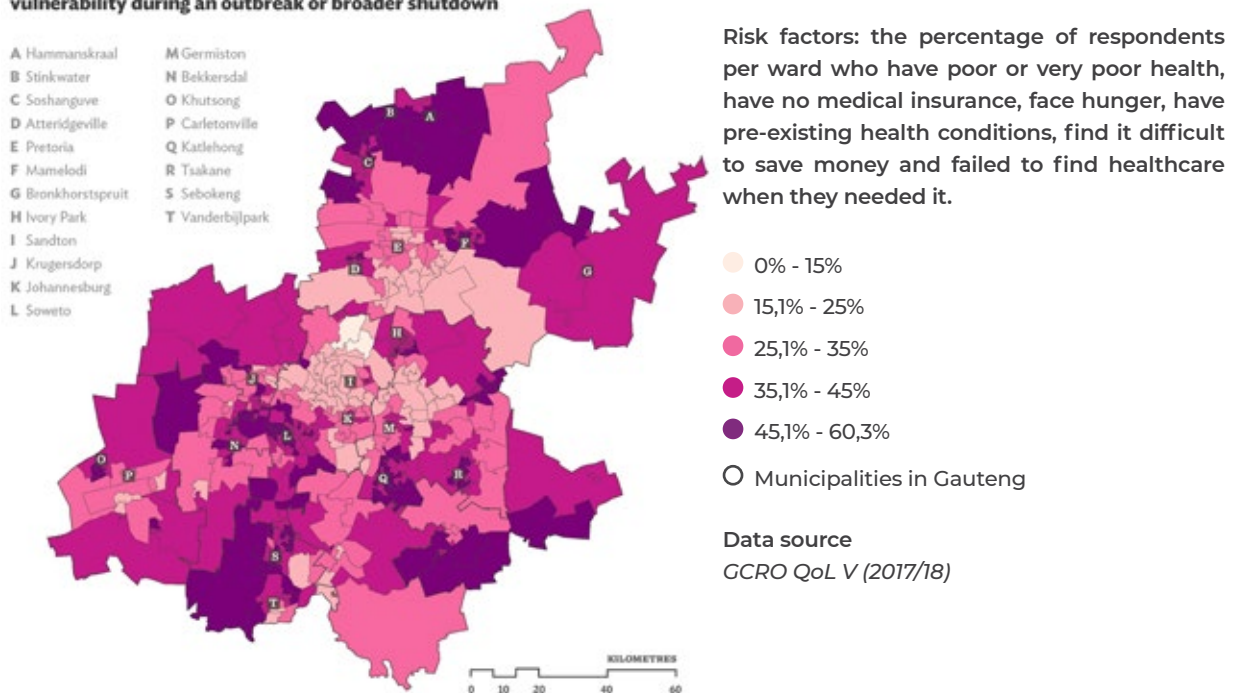 vulnerability during an outbreak or broader shutdown
A Hammanskraal
B Stinkwater
C Soshanguve
D Atteridgeville
E Pretoria
F Mamelodi
G Bronkhorstspruit
H Ivory Park
I Sandton
J Krugersdorp
K Johannesburg
L Soweto
M Germiston
N Bekkersdal
O Khutsong
P Carletonville
Q Katlehong
R Tsakane
S Sebokeng
T Vanderbijlpark
B
A
C
E
F
D
G
H
J
I
K
M
L
N
O
P
Q
R
S
T
KILOMETRES
0 10 20 40 60
Risk factors: the percentage of respondents
per ward who have poor or very poor health,
have no medical insurance, face hunger, have
pre-existing health conditions, find it difficult
to save money and failed to find healthcare
when they needed it.
0% - 15%
15,1% - 25%
25,1% - 35%
35,1% - 45%
45,1% - 60,3%
Municipalities in Gauteng
Data source
GCRO QoL V (2017/18)